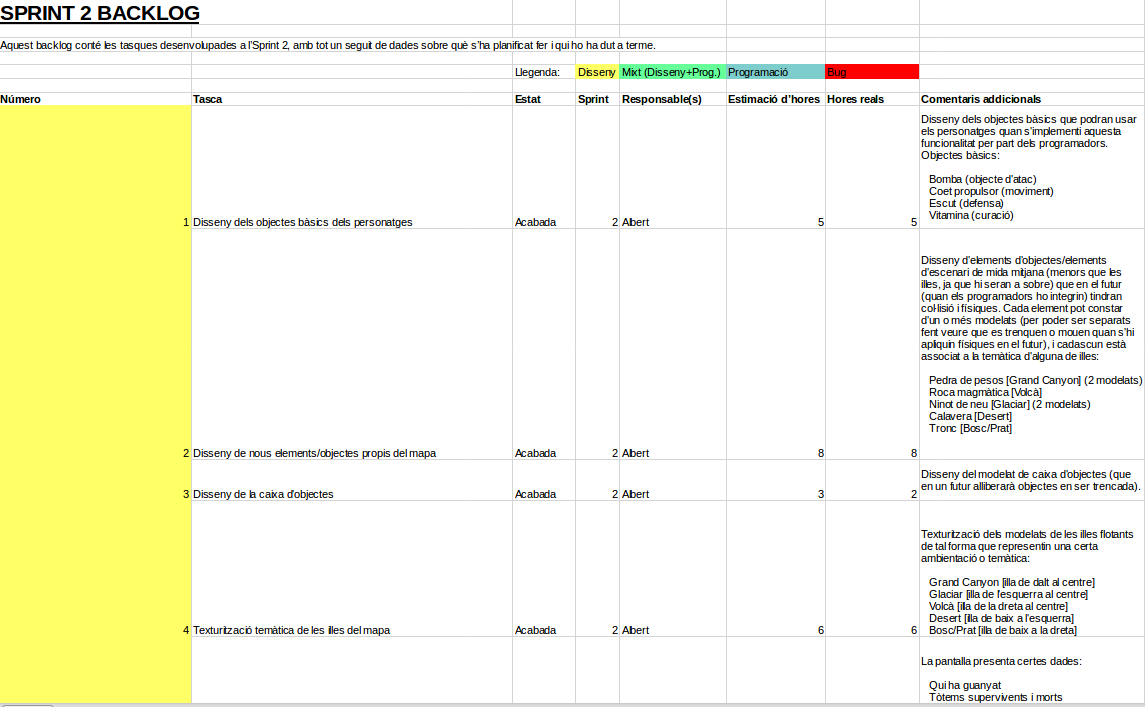 SPRINT 2 BACKLOG
Aquest backlog conté les tasques desenvolupades a l'Sprint 2, amb tot un seguit de dades sobre què s'ha planificat fer i qui ho ha dut a terme.
Llegenda: Disseny Mixt (Disseny+Prog.) Programació Bug
Número Tasca Estat Sprint Responsable(s) Estimació d'hores Hores reals Comentaris addicionals
Disseny dels objectes bàsics que podran usar
els personatges quan s'implementi aquesta
funcionalitat per part dels programadors.
Objectes bàsics:
Bomba (objecte d'atac)
Coet propulsor (moviment)
Escut (defensa)
Vitamina (curació)
1 Disseny dels objectes bàsics dels personatges Acabada 2 Albert 5 5
Disseny d'elements d'objectes/elements
d'escenari de mida mitjana (menors que les
illes, ja que hi seran a sobre) que en el futur
(quan els programadors ho integrin) tindran
col·lisió i físiques. Cada element pot constar
d'un o més modelats (per poder ser separats
fent veure que es trenquen o mouen quan s'hi
apliquin físiques en el futur), i cadascun està
associat a la temàtica d'alguna de illes:
Pedra de pesos [Grand Canyon] (2 modelats)
Roca magmàtica [Volcà]
Ninot de neu [Glaciar] (2 modelats)
Calavera [Desert]
Tronc [Bosc/Prat]
2 Disseny de nous elements/objectes propis del mapa Acabada 2 Albert 8 8
Disseny del modelat de caixa d'objectes (que
en un futur alliberarà objectes en ser trencada).
3 Disseny de la caixa d'objectes Acabada 2 Albert 3 2
Texturització dels modelats de les illes flotants
de tal forma que representin una certa
ambientació o temàtica:
Grand Canyon [illa de dalt al centre]
Glaciar [illa de l'esquerra al centre]
Volcà [illa de la dreta al centre]
Desert [illa de baix a l'esquerra]
Bosc/Prat [illa de baix a la dreta]
4 Texturització temàtica de les illes del mapa Acabada 2 Albert 6 6
La pantalla presenta certes dades:
Qui ha guanyat
Tòtems supervivents i morts